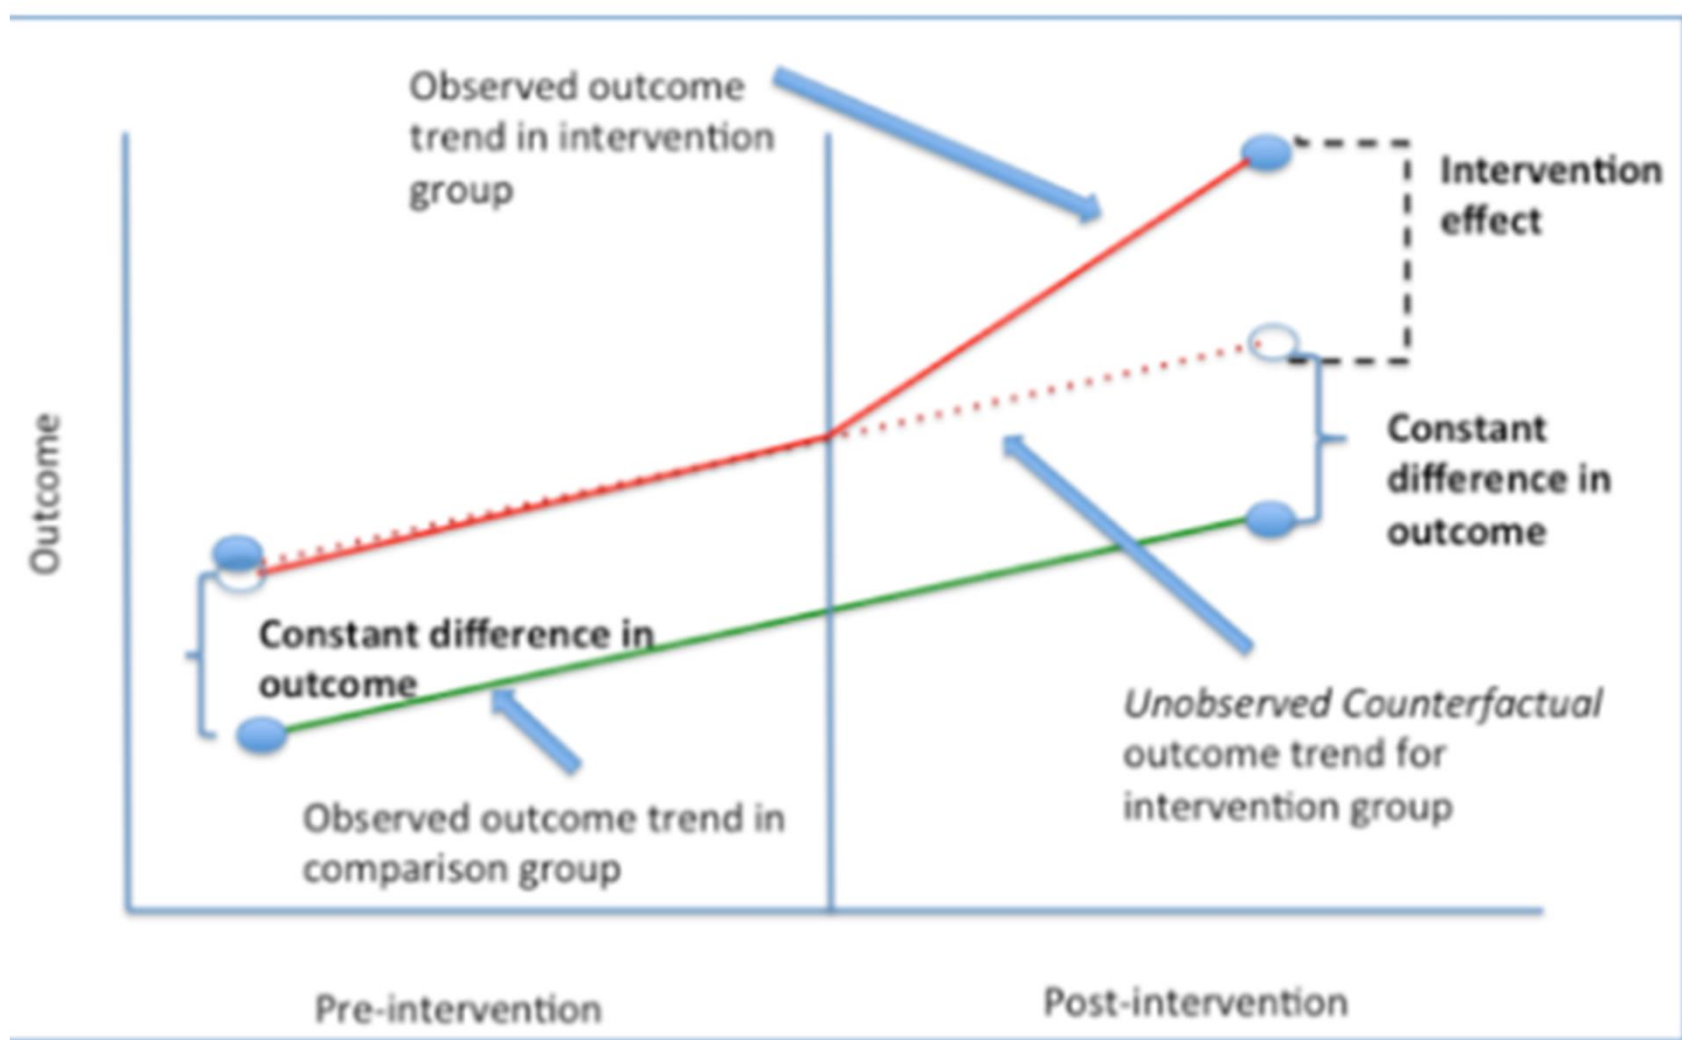 Observed outcome
trend in intervention
group
Intervention
effect
Constant
difference in
outcome
Outcome
Constant difference in
outcome
Unobserved Counterfactual
outcome trend for
intervention group
Observed outcome trend in
comparison group
Pre-intervention
Post-intervention